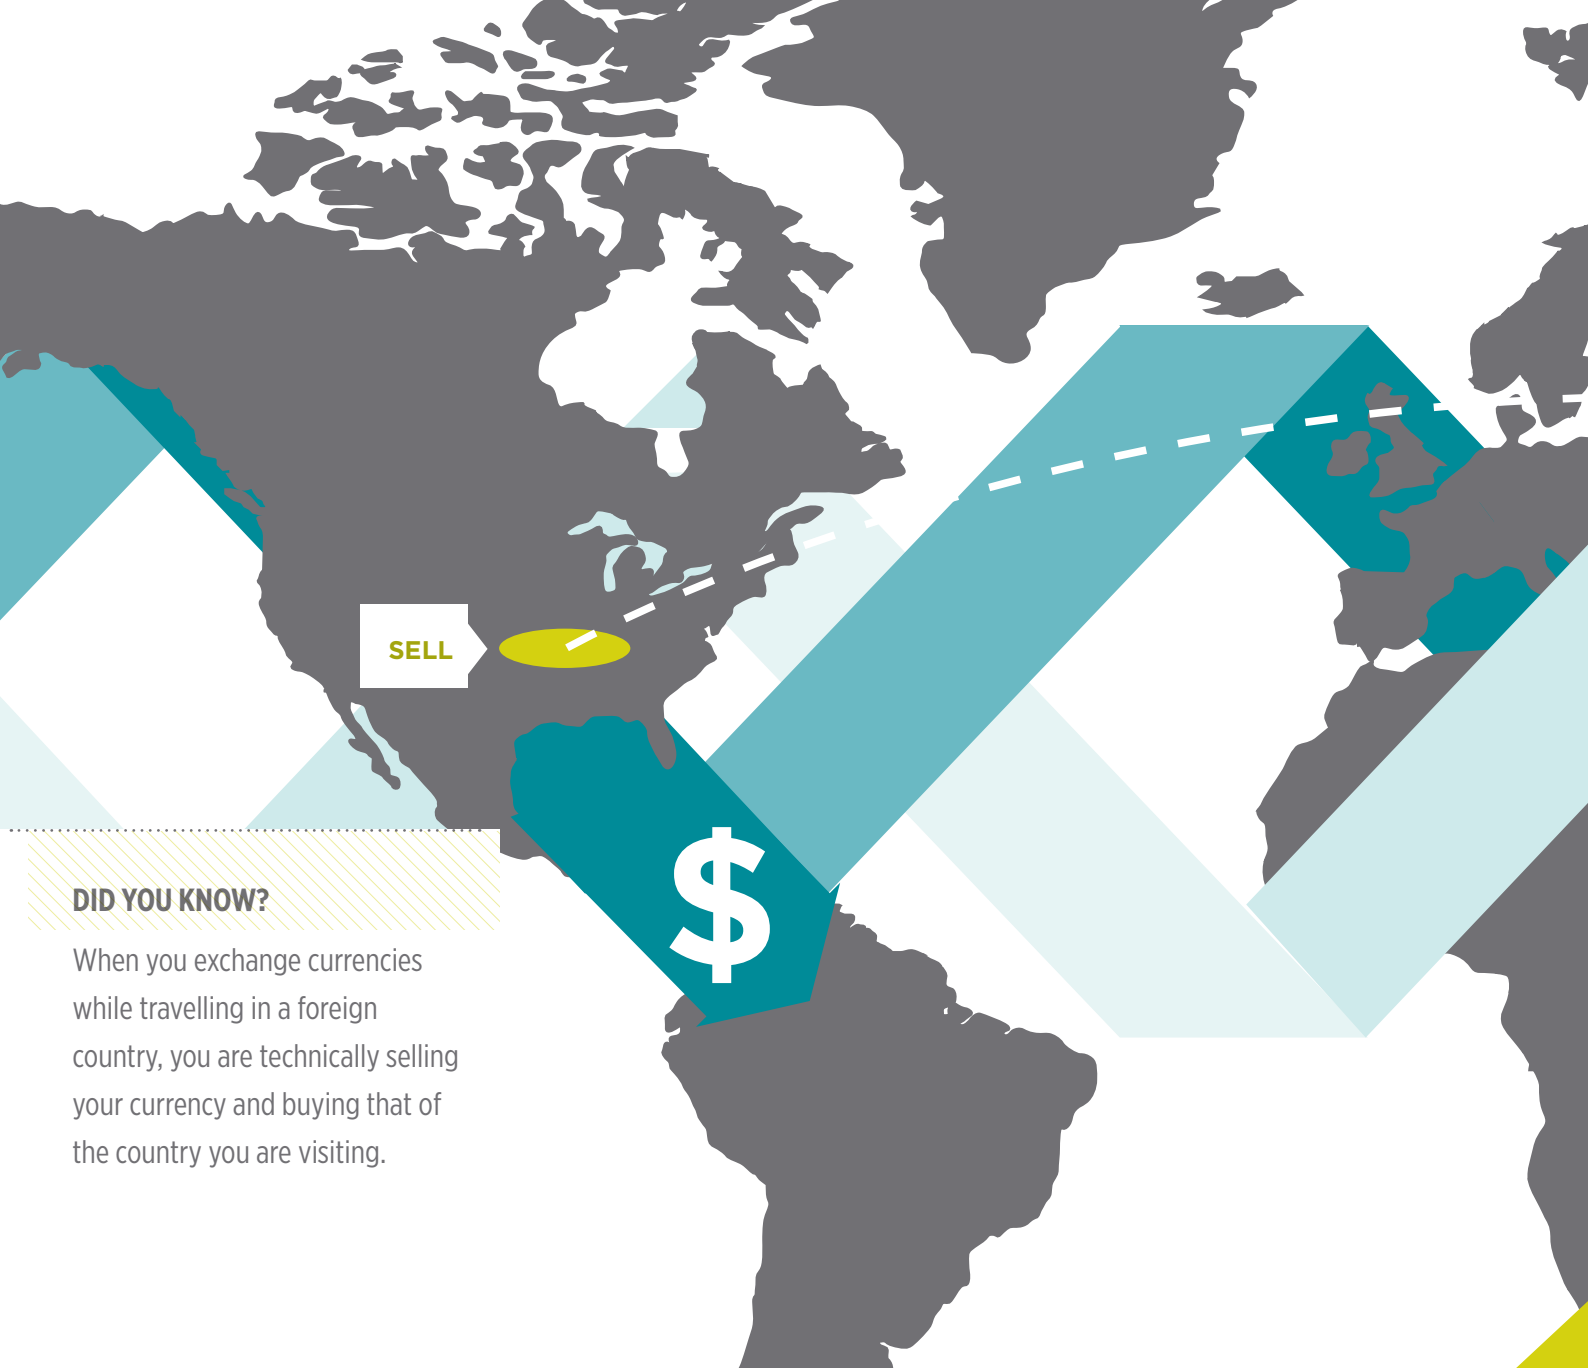 SELL
$
DID YOU KNOW?
When you exchange currencies
while travelling in a foreign
country, you are technically selling
your currency and buying that of
the country you are visiting.